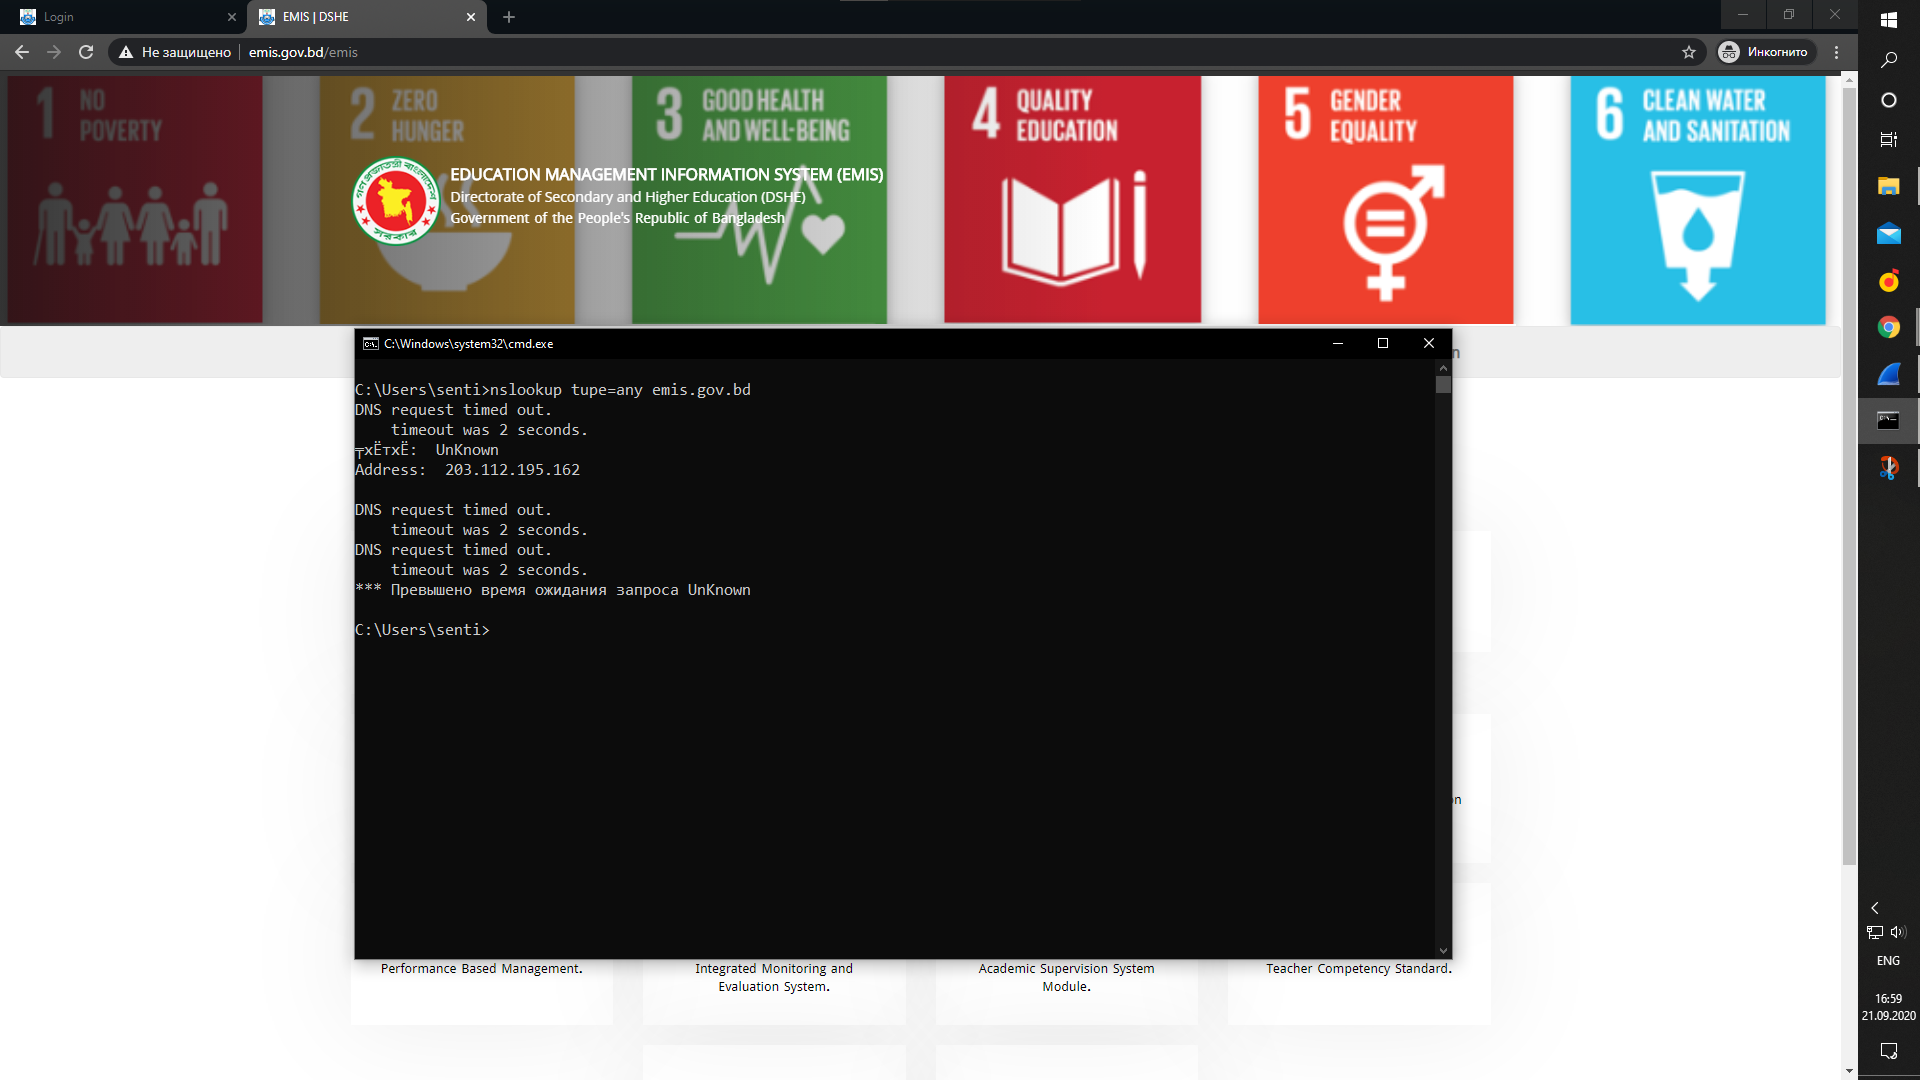 Login
EMIS | DSHE
Не защищено
emis.gov.bd/emis
Инкогнито
1 NO POVERTY
2 ZERO HUNGER
3 GOOD HEALTH AND WELL-BEING
4 QUALITY EDUCATION
5 GENDER EQUALITY
6 CLEAN WATER AND SANITATION
EDUCATION MANAGEMENT INFORMATION SYSTEM (EMIS)
Directorate of Secondary and Higher Education (DSHE)
Government of the People's Republic of Bangladesh
C:\Windows\system32\cmd.exe
C:\Users\senti>nslookup tupe=any emis.gov.bd
DNS request timed out.
timeout was 2 seconds.
╤хЁтхЁ: UnKnown
Address: 203.112.195.162
DNS request timed out.
timeout was 2 seconds.
DNS request timed out.
timeout was 2 seconds.
*** Превышено время ожидания запроса UnKnown
C:\Users\senti>
Performance Based Management.
Integrated Monitoring and
Evaluation System.
Academic Supervision System
Module.
Teacher Competency Standard.
ENG
16:59
21.09.2020